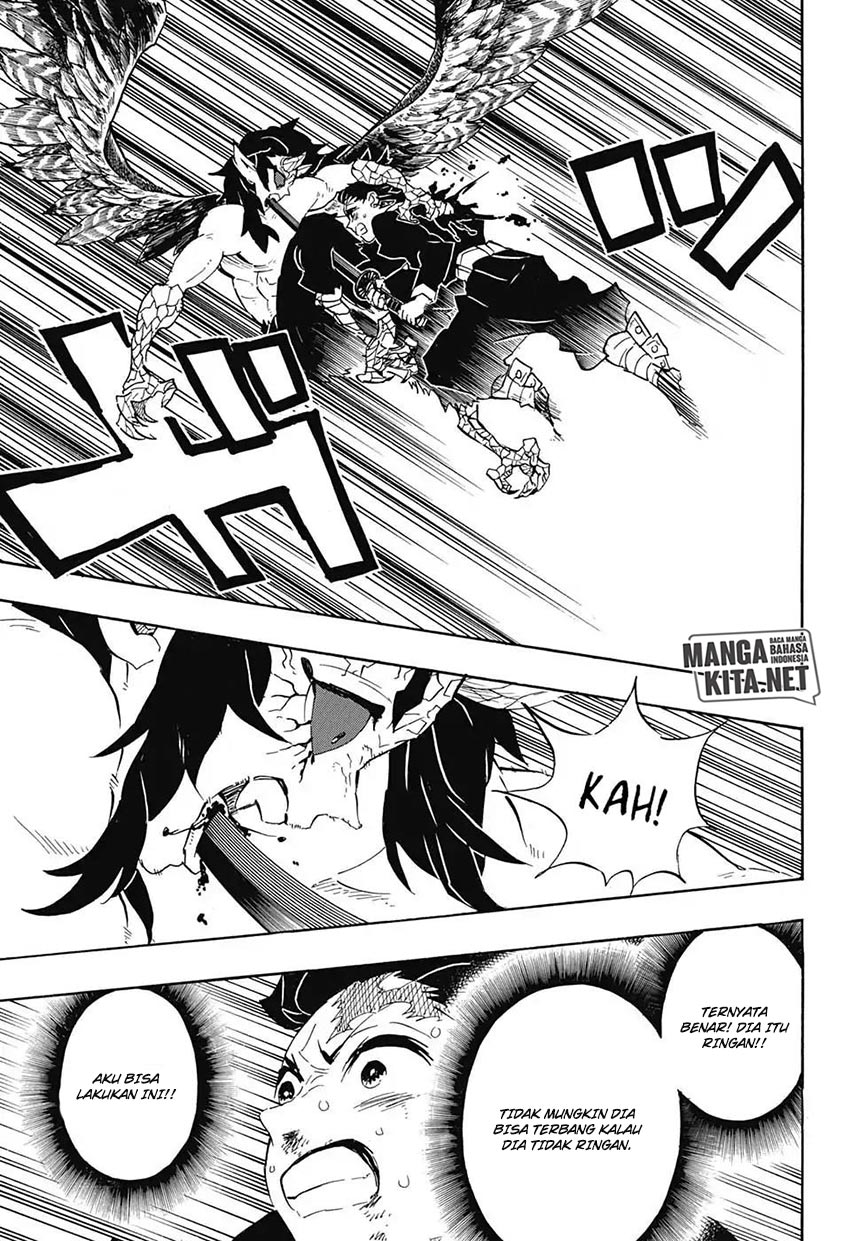 ドガッ
MANGA
KITA.NET
BACA MANGA
BAHASA
INDONESIA
KAH!
TERNYATA
BENAR! DIA ITU
RINGAN!!
TIDAK MUNGKIN DIA
BISA TERBANG KALAU
DIA TIDAK RINGAN.
AKU BISA
LAKUKAN INI!!